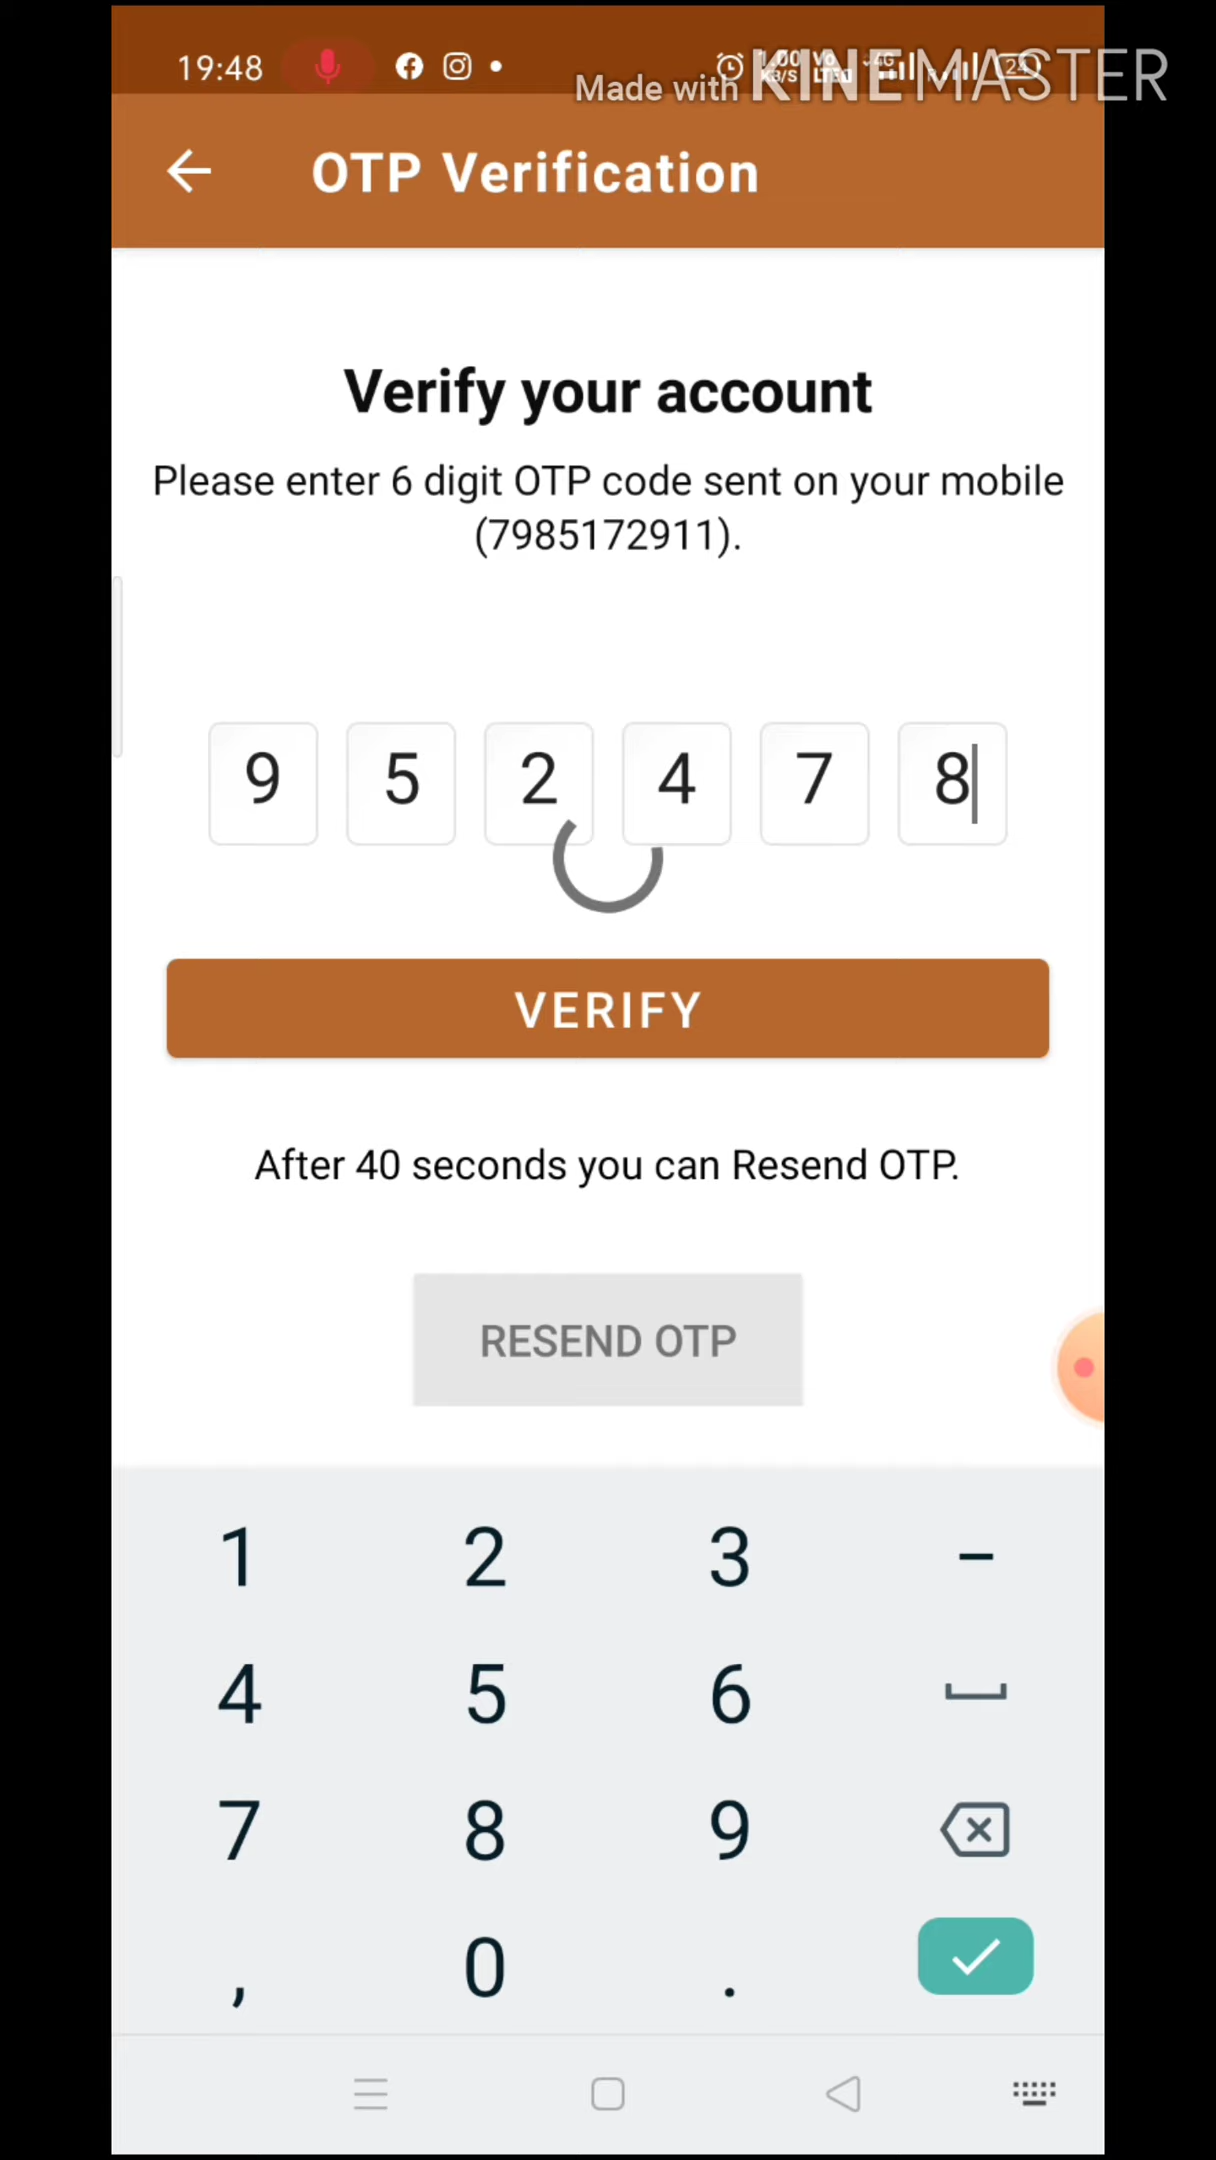 19:48
Made with KINEMASTER
OTP Verification
Verify your account
Please enter 6 digit OTP code sent on your mobile
(7985172911).
9 5 2 4 7 8
VERIFY
After 40 seconds you can Resend OTP.
RESEND OTP
1 2 3 -
4 5 6
7 8 9
, 0 .